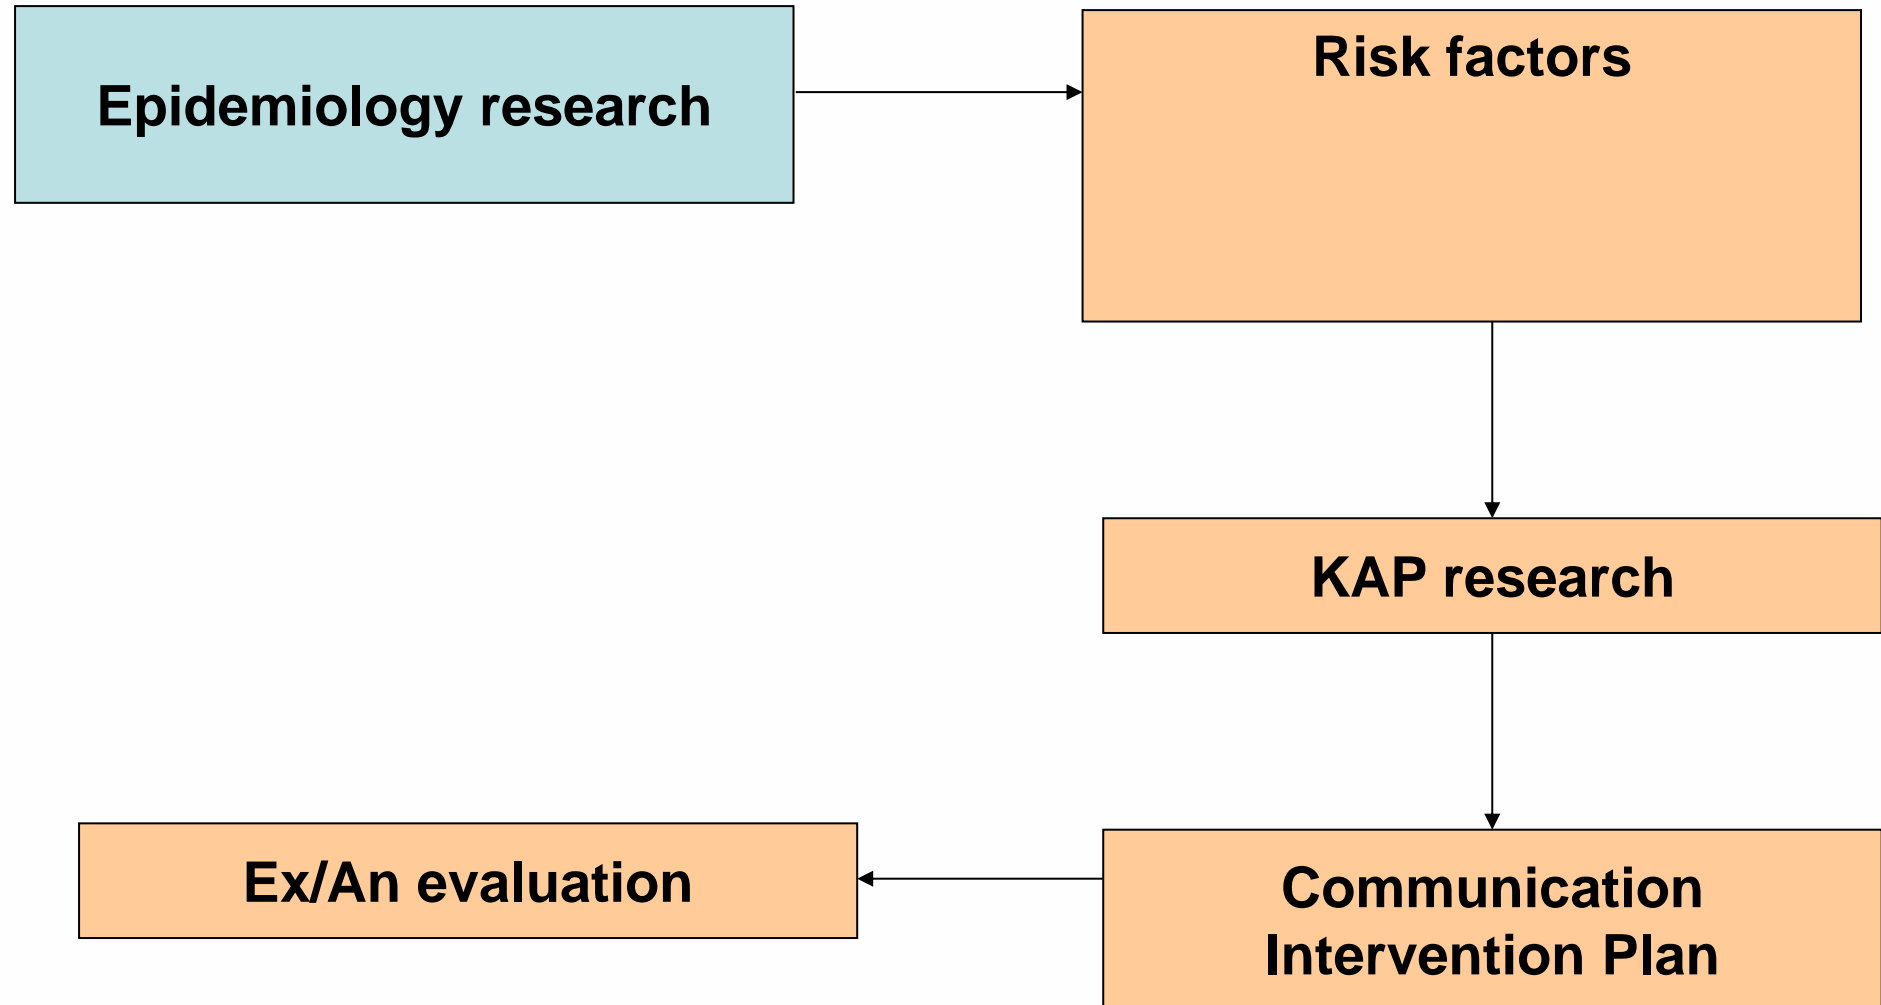 Epidemiology research
Risk factors
KAP research
Communication
Intervention Plan
Ex/An evaluation